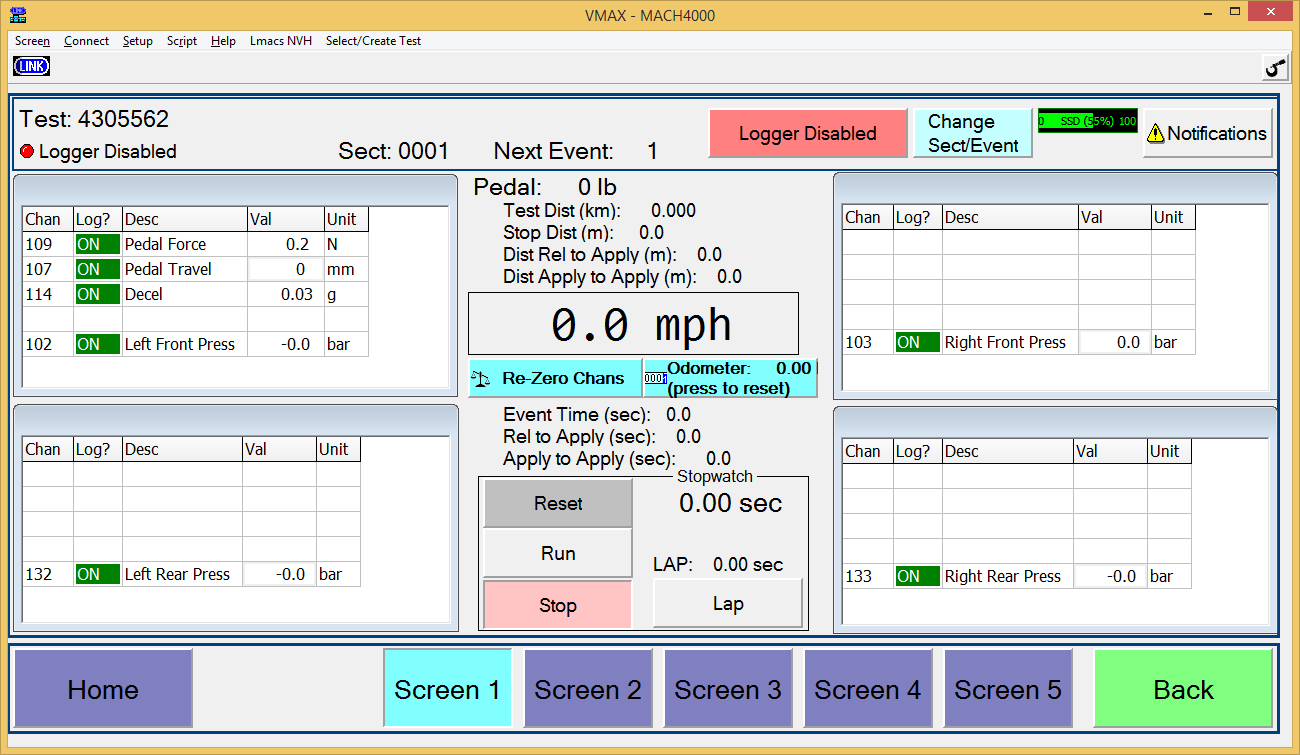 VMAX - MACH4000
Screen Connect Setup Script Help Lmacs NVH Select/Create Test
LINK
Test: 4305562
Logger Disabled
Sect: 0001
Next Event: 1
Logger Disabled
Change
Sect/Event
0 SSD (55%) 100
Notifications
Chan Log? Desc Val Unit
109 ON Pedal Force 0.2 N
107 ON Pedal Travel 0 mm
114 ON Decel 0.03 g
102 ON Left Front Press -0.0 bar
Pedal: 0 lb
Test Dist (km): 0.000
Stop Dist (m): 0.0
Dist Rel to Apply (m): 0.0
Dist Apply to Apply (m): 0.0
0.0 mph
Re-Zero Chans
Odometer: 0.00
(press to reset)
Chan Log? Desc Val Unit
103 ON Right Front Press 0.0 bar
Chan Log? Desc Val Unit
132 ON Left Rear Press -0.0 bar
Event Time (sec): 0.0
Rel to Apply (sec): 0.0
Apply to Apply (sec): 0.0
Stopwatch
Reset
0.00 sec
Run
LAP: 0.00 sec
Stop
Lap
Chan Log? Desc Val Unit
133 ON Right Rear Press -0.0 bar
Home
Screen 1
Screen 2
Screen 3
Screen 4
Screen 5
Back